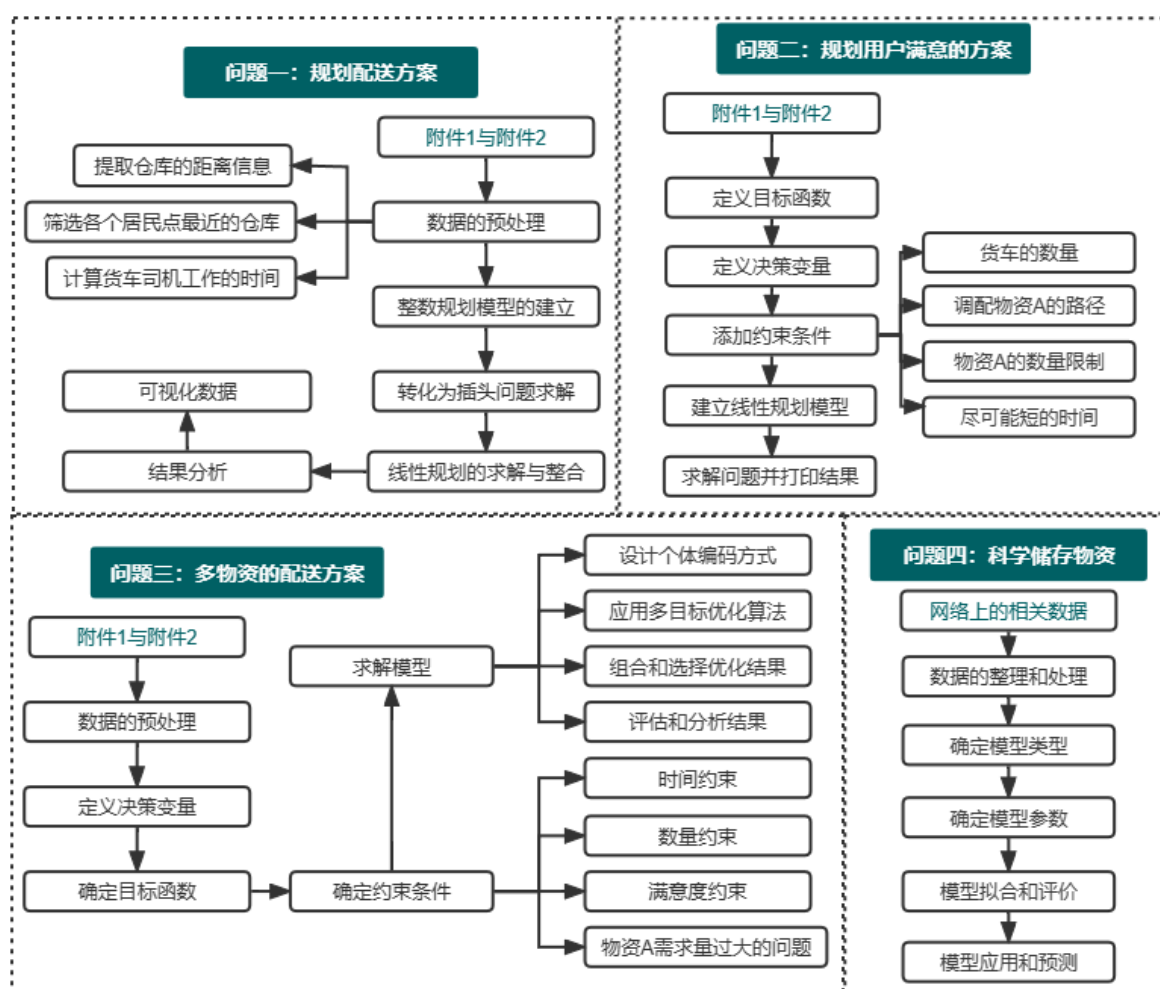 问题一：规划配送方案
附件1与附件2
提取仓库的距离信息
筛选各个居民点最近的仓库
数据的预处理
计算货车司机工作的时间
整数规划模型的建立
可视化数据
转化为插头问题求解
结果分析
线性规划的求解与整合
问题二：规划用户满意的方案
附件1与附件2
定义目标函数
定义决策变量
货车的数量
调配物资A的路径
添加约束条件
物资A的数量限制
建立线性规划模型
尽可能短的时间
求解问题并打印结果
问题三：多物资的配送方案
附件1与附件2
数据的预处理
定义决策变量
确定目标函数
求解模型
确定约束条件
设计个体编码方式
应用多目标优化算法
组合和选择优化结果
评估和分析结果
时间约束
数量约束
满意度约束
物资A需求量过大的问题
问题四：科学储存物资
网络上的相关数据
数据的整理和处理
确定模型类型
确定模型参数
模型拟合和评价
模型应用和预测